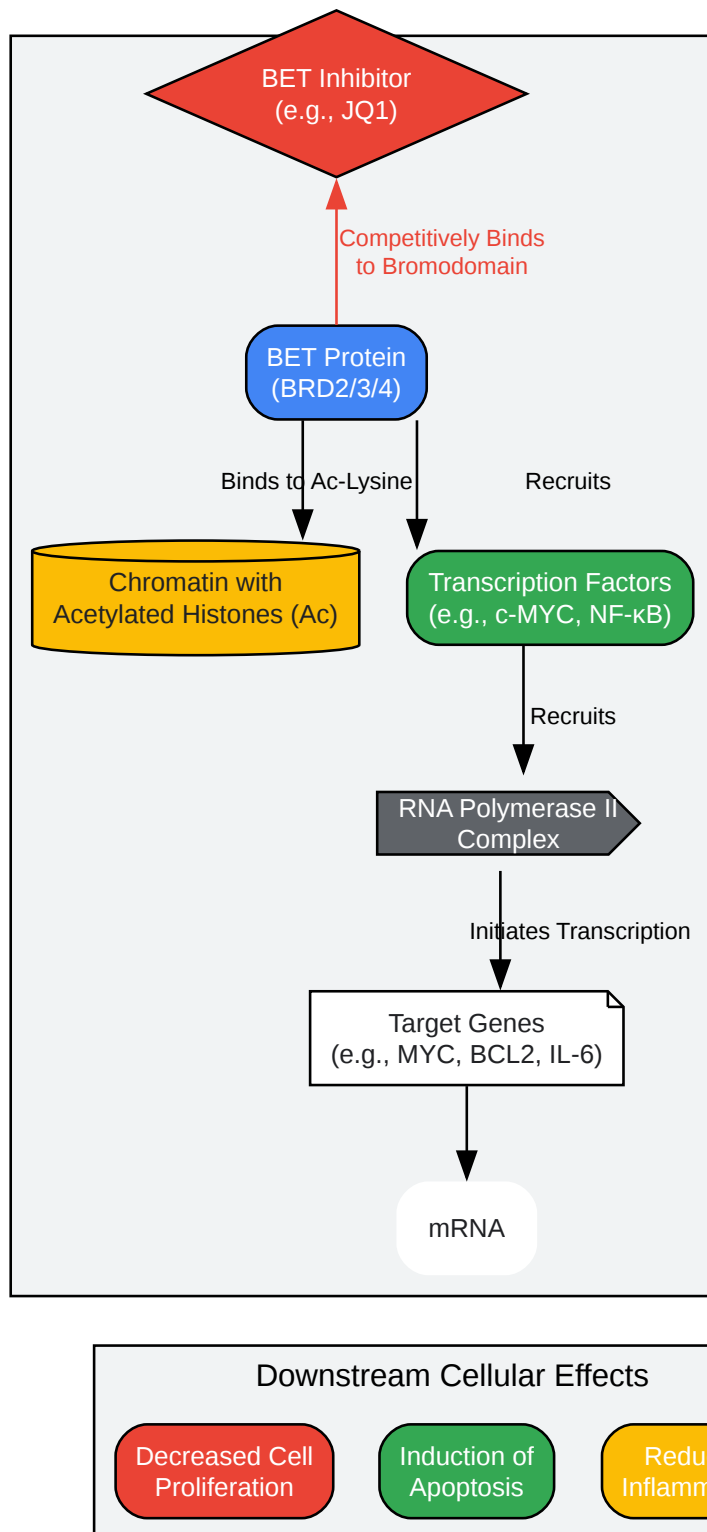 BET Inhibitor
(e.g., JQ1)
Competitively Binds
to Bromodomain
BET Protein
(BRD2/3/4)
Binds to Ac-Lysine
Recruits
Chromatin with
Acetylated Histones (Ac)
Transcription Factors
(e.g., c-MYC, NF-κB)
Recruits
RNA Polymerase II
Complex
Initiates Transcription
Target Genes
(e.g., MYC, BCL2, IL-6)
mRNA
Downstream Cellular Effects
Decreased Cell
Proliferation
Induction of
Apoptosis